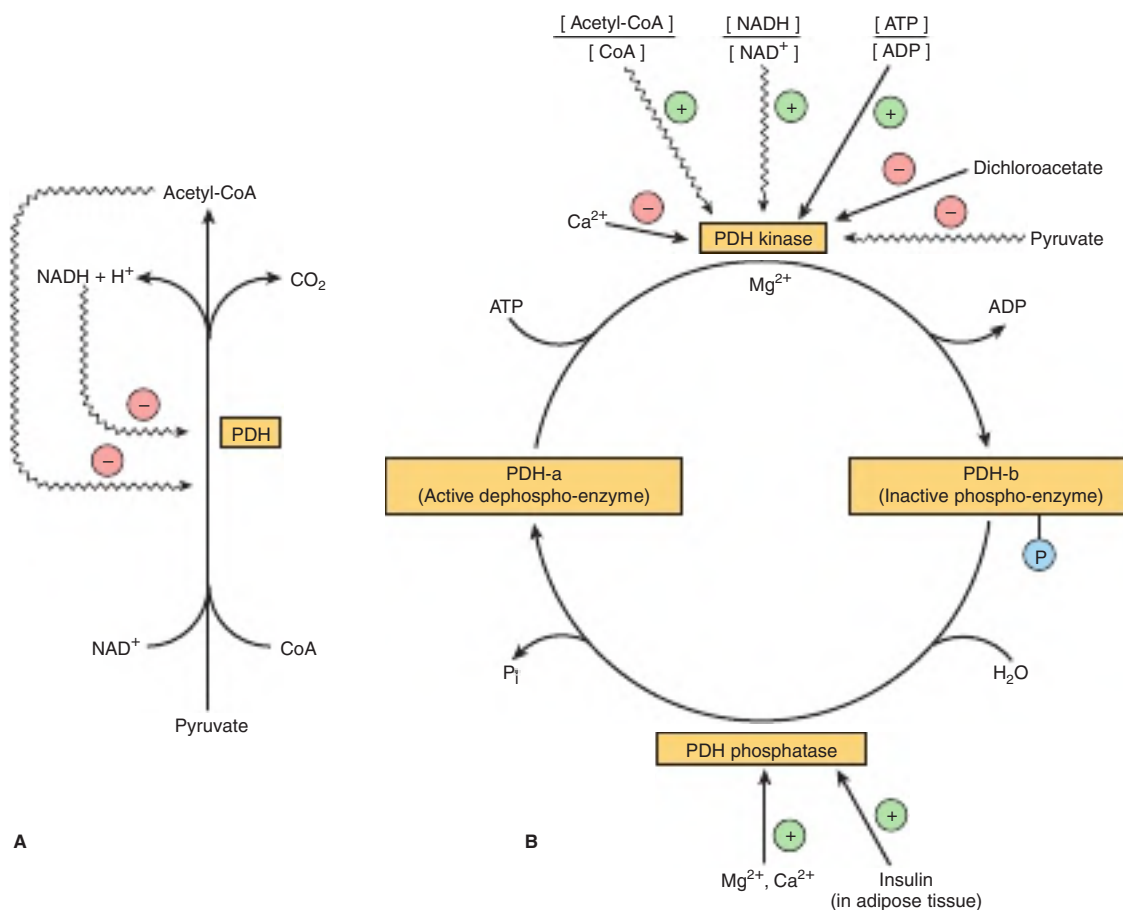 Acetyl-CoA
NADH + H⁺
CO₂
−
PDH
−
NAD⁺
CoA
Pyruvate
A
[ Acetyl-CoA ]
[ CoA ]
[ NADH ]
[ NAD⁺ ]
[ ATP ]
[ ADP ]
+
+
+
−
Dichloroacetate
−
Ca²⁺
−
PDH kinase
Pyruvate
Mg²⁺
ATP
ADP
PDH-a
(Active dephospho-enzyme)
PDH-b
(Inactive phospho-enzyme)
P
Pᵢ
H₂O
PDH phosphatase
+
+
Mg²⁺, Ca²⁺
Insulin
(in adipose tissue)
B